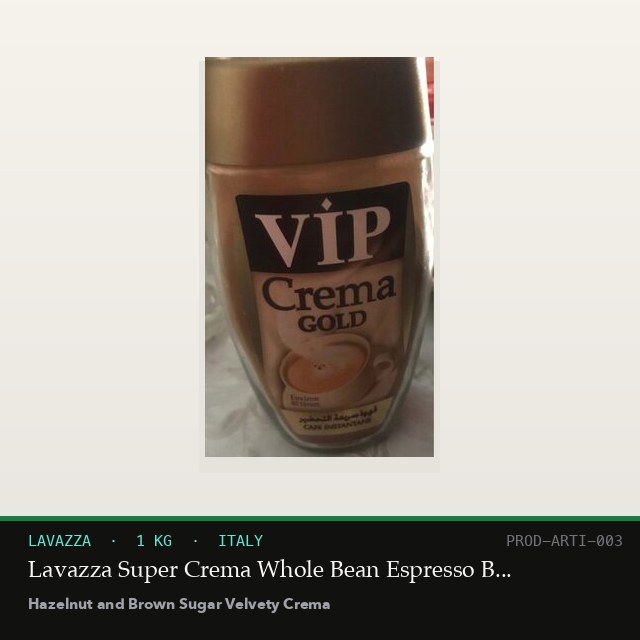 VİP
Crema
GOLD
قهوة سريعة التحضير
CAFE INSTANTANE
LAVAZZA · 1 KG · ITALY
PROD–ARTI–003
Lavazza Super Crema Whole Bean Espresso B...
Hazelnut and Brown Sugar Velvety Crema